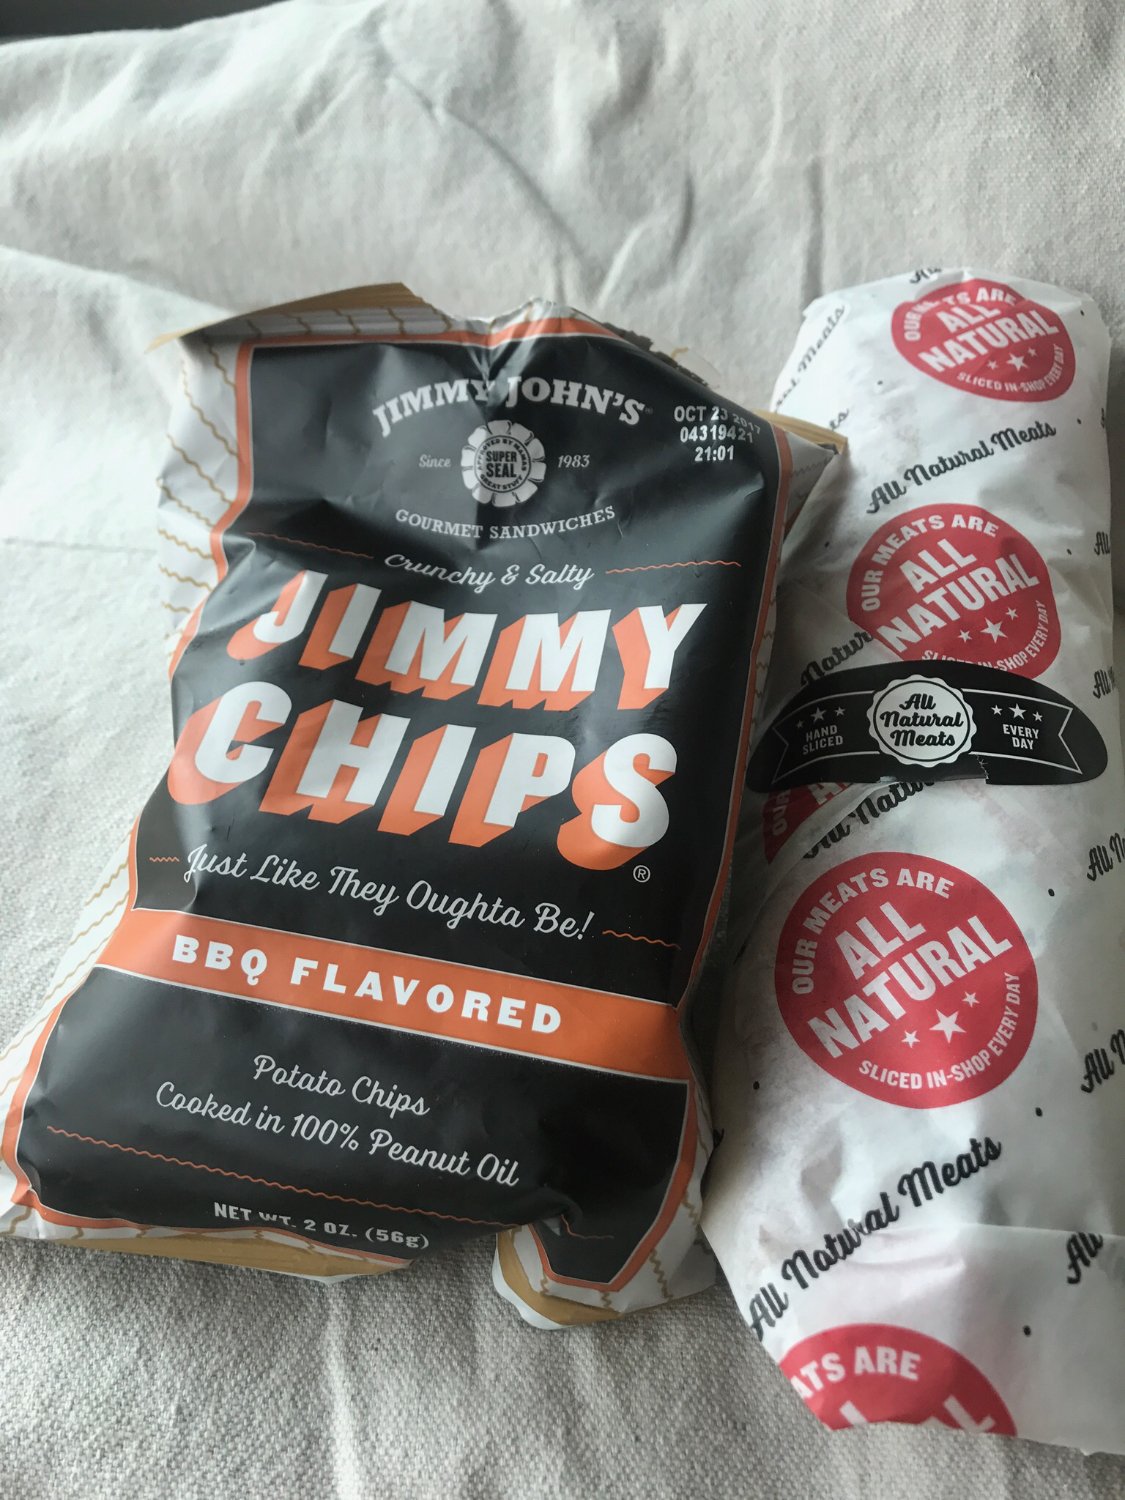 JIMMY JOHN'S
Since 1983
SUPER
SEAL
GOURMET SANDWICHES
OCT 23 2017
04319421
21:01
Crunchy & Salty
JIMMY
CHIPS
®
Just Like They Oughta Be!
BBQ FLAVORED
Potato Chips
Cooked in 100% Peanut Oil
NET WT. 2 OZ. (56g)
ARE
ALL
NATURAL
SLICED IN-SHOP EVERY DAY
Meats
All Natural Meats
OUR MEATS ARE
ALL
NATURAL
IN-SHOP EVERY DAY
HAND
SLICED
All
Natural
Meats
EVERY
DAY
OUR MEATS ARE
ALL
NATURAL
SLICED IN-SHOP EVERY DAY
All Natural Meats
All
ARE